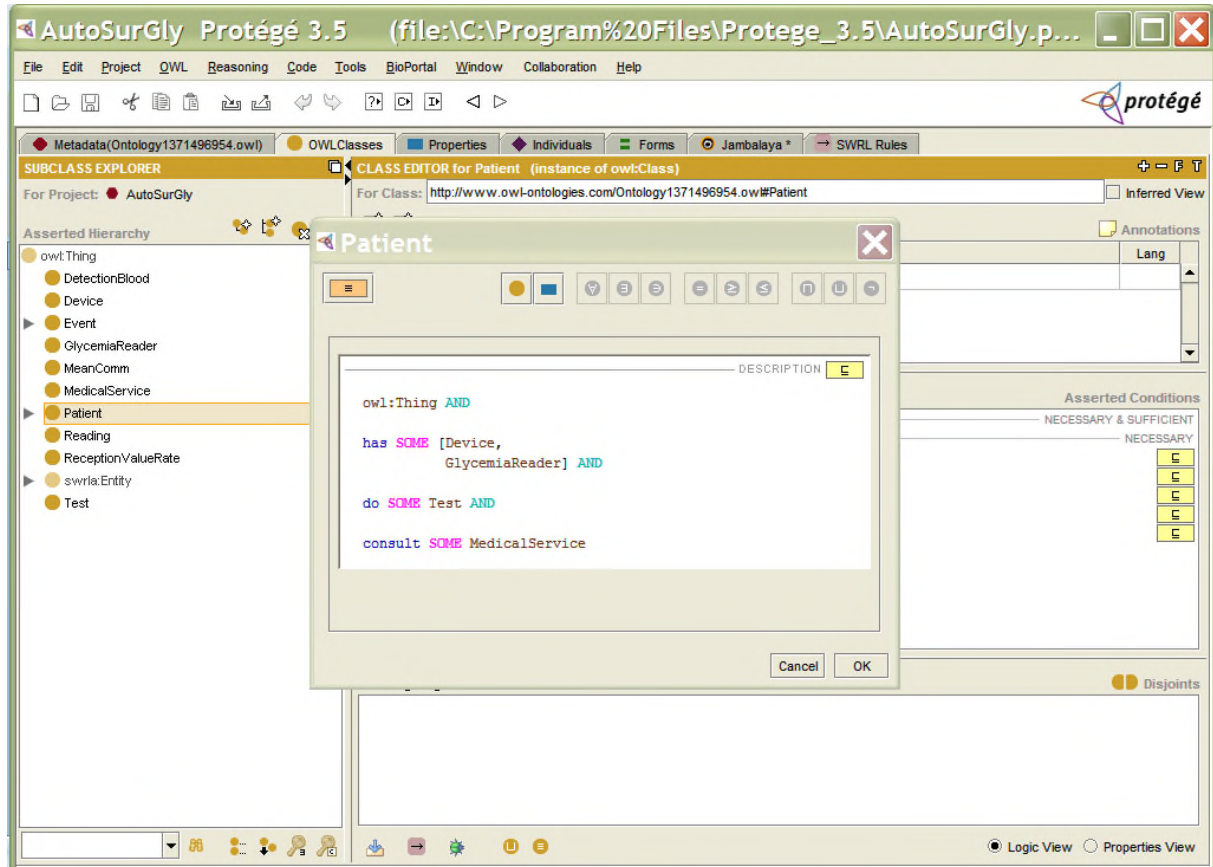 AutoSurGly Protégé 3.5 (file:\C:\Program%20Files\Protege_3.5\AutoSurGly.p...
File Edit Project OWL Reasoning Code Tools BioPortal Window Collaboration Help
protégé
Metadata(Ontology1371496954.owl) OWLClasses Properties Individuals Forms Jambalaya * SWRL Rules
SUBCLASS EXPLORER
CLASS EDITOR for Patient (instance of owl:Class)
For Project: AutoSurGly
For Class: http://www.owl-ontologies.com/Ontology1371496954.owl#Patient
Inferred View
Asserted Hierarchy
Annotations
Lang
owl:Thing
DetectionBlood
Device
Event
GlycemiaReader
MeanComm
MedicalService
Patient
Reading
ReceptionValueRate
swrla:Entity
Test
Patient
DESCRIPTION
owl:Thing AND
has SOME [Device,
GlycemiaReader] AND
do SOME Test AND
consult SOME MedicalService
Cancel OK
Asserted Conditions
NECESSARY & SUFFICIENT
NECESSARY
Disjoints
Logic View Properties View